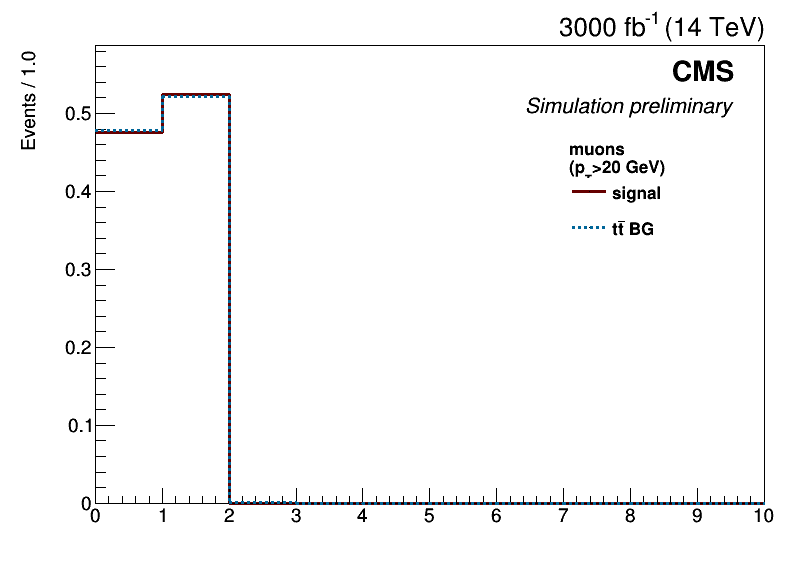 3000 fb⁻¹ (14 TeV)
CMS
Simulation preliminary
Events / 1.0
muons
(p >20 GeV)
signal
tt̄ BG
0.5
0.4
0.3
0.2
0.1
0
0 1 2 3 4 5 6 7 8 9 10